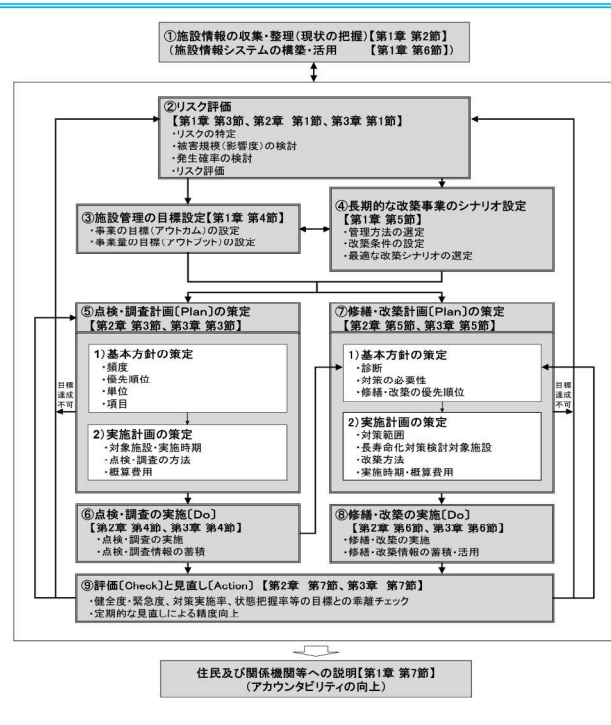 ①施設情報の収集・整理(現状の把握)【第1章 第2節】
(施設情報システムの構築・活用 【第1章 第6節】)
②リスク評価
【第1章 第3節、第2章 第1節、第3章 第1節】
・リスクの特定
・被害規模(影響度)の検討
・発生確率の検討
・リスク評価
③施設管理の目標設定【第1章 第4節】
・事業の目標(アウトカム)の設定
・事業量の目標(アウトプット)の設定
④長期的な改築事業のシナリオ設定
【第1章 第5節】
・管理方法の選定
・改築条件の設定
・最適な改築シナリオの選定
⑤点検・調査計画〔Plan〕の策定
【第2章 第3節、第3章 第3節】
1)基本方針の策定
・頻度
・優先順位
・単位
・項目
2)実施計画の策定
・対象施設・実施時期
・点検・調査の方法
・概算費用
目標
達成
不可
⑦修繕・改築計画〔Plan〕の策定
【第2章 第5節、第3章 第5節】
1)基本方針の策定
・診断
・対策の必要性
・修繕・改築の優先順位
2)実施計画の策定
・対策範囲
・長寿命化対策検討対象施設
・改築方法
・実施時期・概算費用
目標
達成
不可
⑥点検・調査の実施〔Do〕
【第2章 第4節、第3章 第4節】
・点検・調査の実施
・点検・調査情報の蓄積
⑧修繕・改築の実施〔Do〕
【第2章 第6節、第3章 第6節】
・修繕・改築の実施
・修繕・改築情報の蓄積・活用
⑨評価〔Check〕と見直し〔Action〕【第2章 第7節、第3章 第7節】
・健全度・緊急度、対策実施率、状態把握率等の目標との乖離チェック
・定期的な見直しによる精度向上
住民及び関係機関等への説明【第1章 第7節】
(アカウンタビリティの向上)